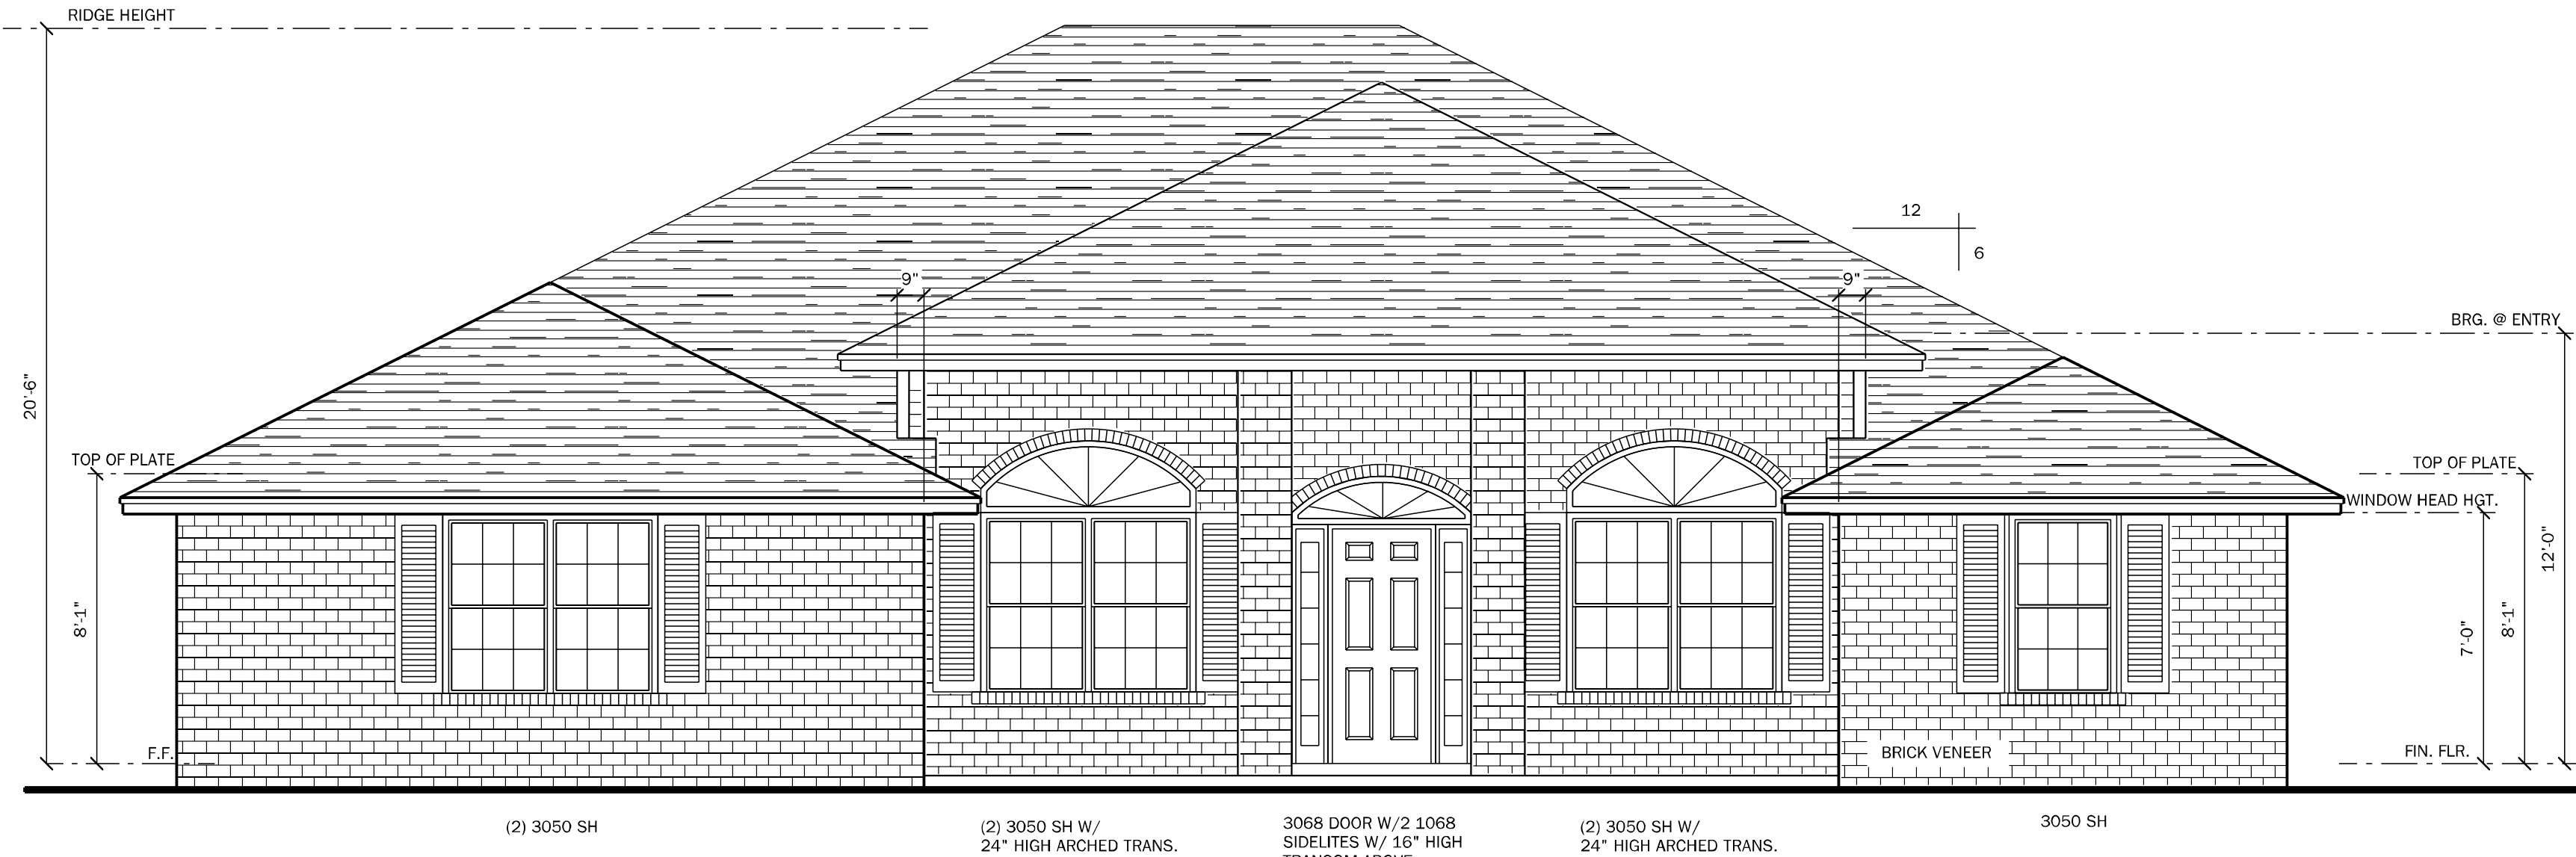 RIDGE HEIGHT
12
6
9"
9"
BRG. @ ENTRY
20'-6"
TOP OF PLATE
TOP OF PLATE
WINDOW HEAD HGT.
12'-0"
8'-1"
8'-1"
7'-0"
F.F.
BRICK VENEER
FIN. FLR.
(2) 3050 SH
(2) 3050 SH W/
24" HIGH ARCHED TRANS.
3068 DOOR W/2 1068
SIDELITES W/ 16" HIGH
TRANSOM ABOVE
(2) 3050 SH W/
24" HIGH ARCHED TRANS.
3050 SH